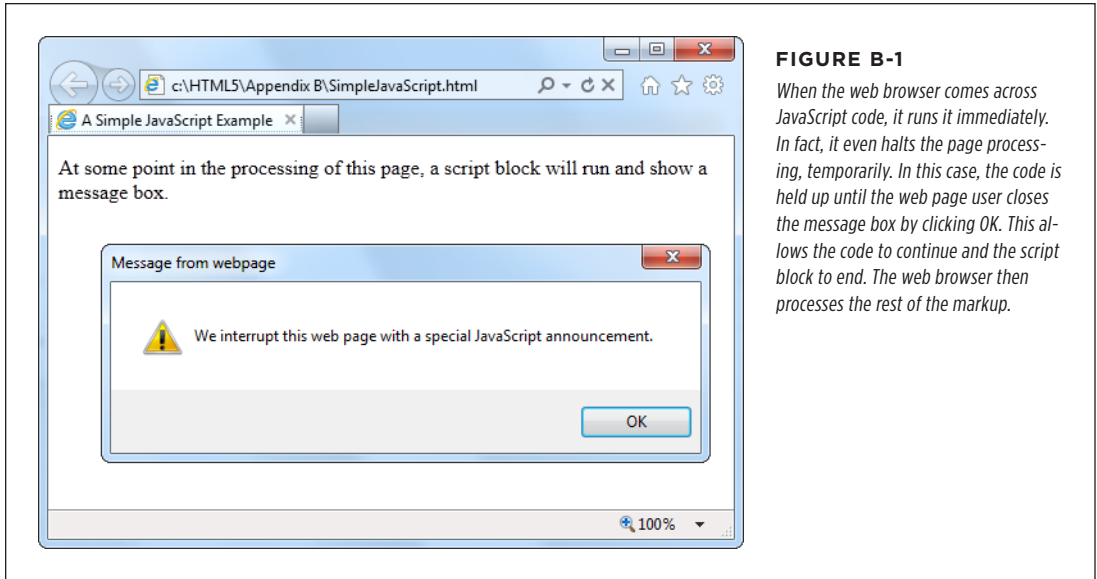 c:\HTML5\Appendix B\SimpleJavaScript.html
A Simple JavaScript Example
At some point in the processing of this page, a script block will run and show a
message box.
Message from webpage
We interrupt this web page with a special JavaScript announcement.
OK
100%
FIGURE B-1
When the web browser comes across
JavaScript code, it runs it immediately.
In fact, it even halts the page process-
ing, temporarily. In this case, the code is
held up until the web page user closes
the message box by clicking OK. This al-
lows the code to continue and the script
block to end. The web browser then
processes the rest of the markup.